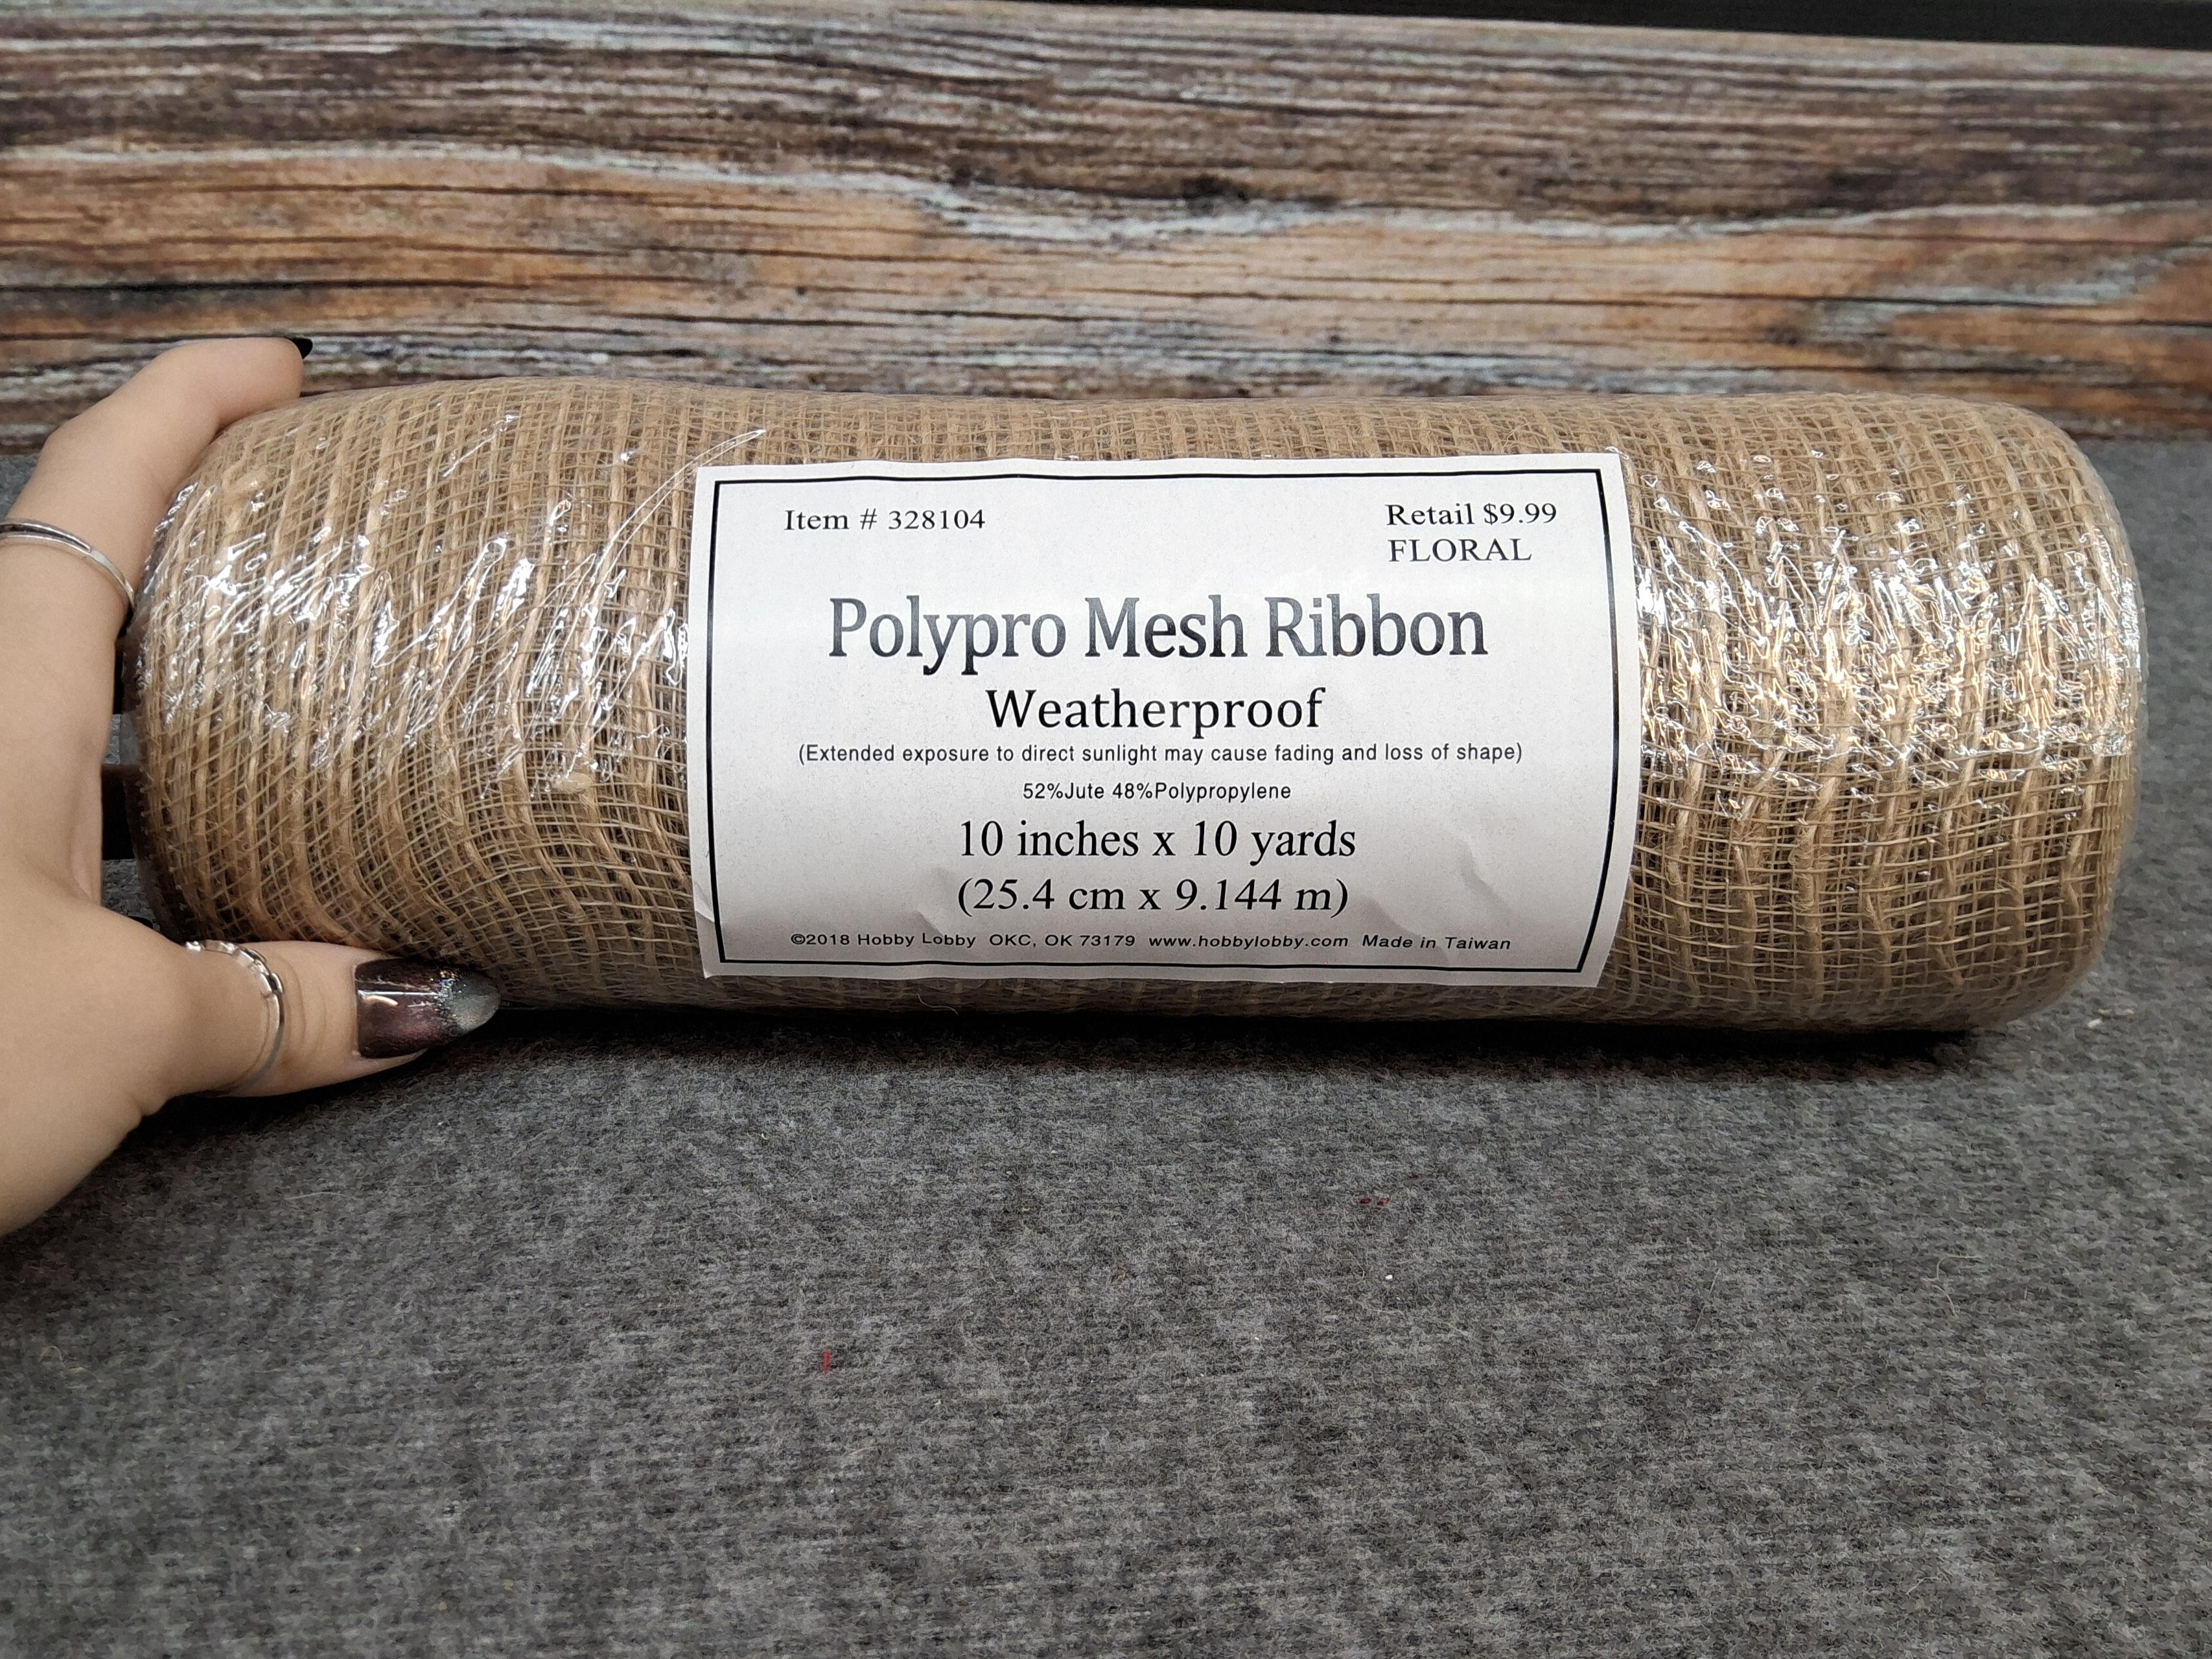 Item # 328104
Retail $9.99
FLORAL
Polypro Mesh Ribbon
Weatherproof
(Extended exposure to direct sunlight may cause fading and loss of shape)
52%Jute 48%Polypropylene
10 inches x 10 yards
(25.4 cm x 9.144 m)
©2018 Hobby Lobby OKC, OK 73179 www.hobbylobby.com Made in Taiwan